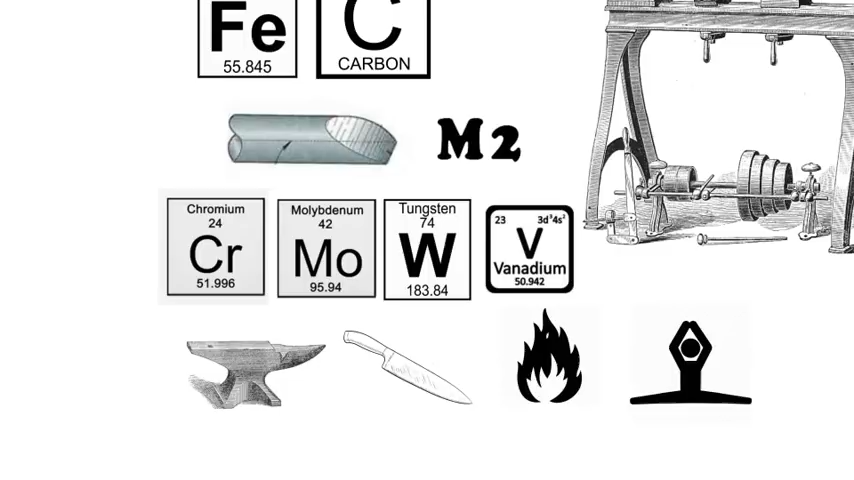 Fe C
55.845 CARBON
M2
Chromium
24
Cr
51.996
Molybdenum
42
Mo
95.94
Tungsten
74
W
183.84
23 3d³4s²
V
Vanadium
50.942